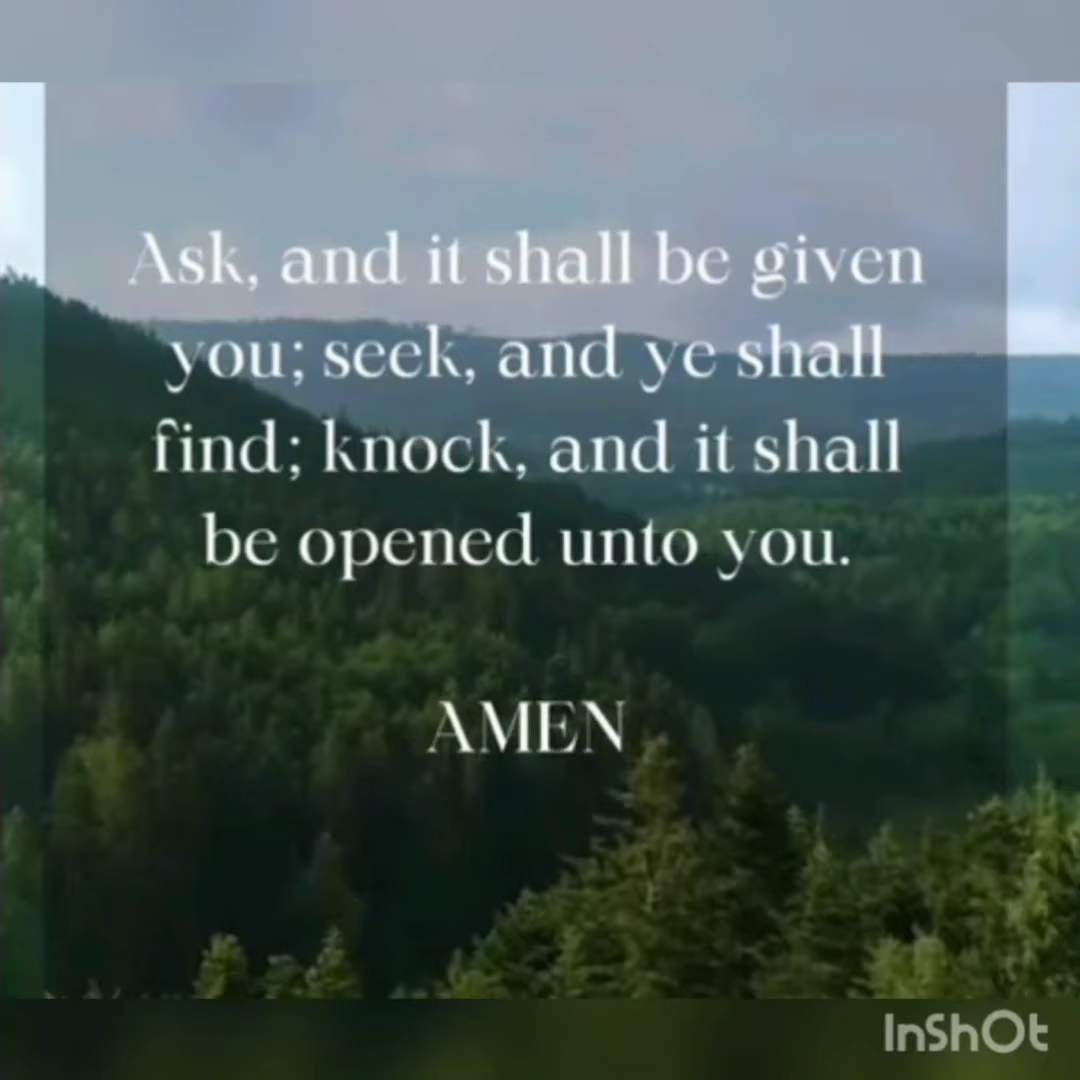 Ask, and it shall be given
you; seek, and ye shall
find; knock, and it shall
be opened unto you.
AMEN
InShOt